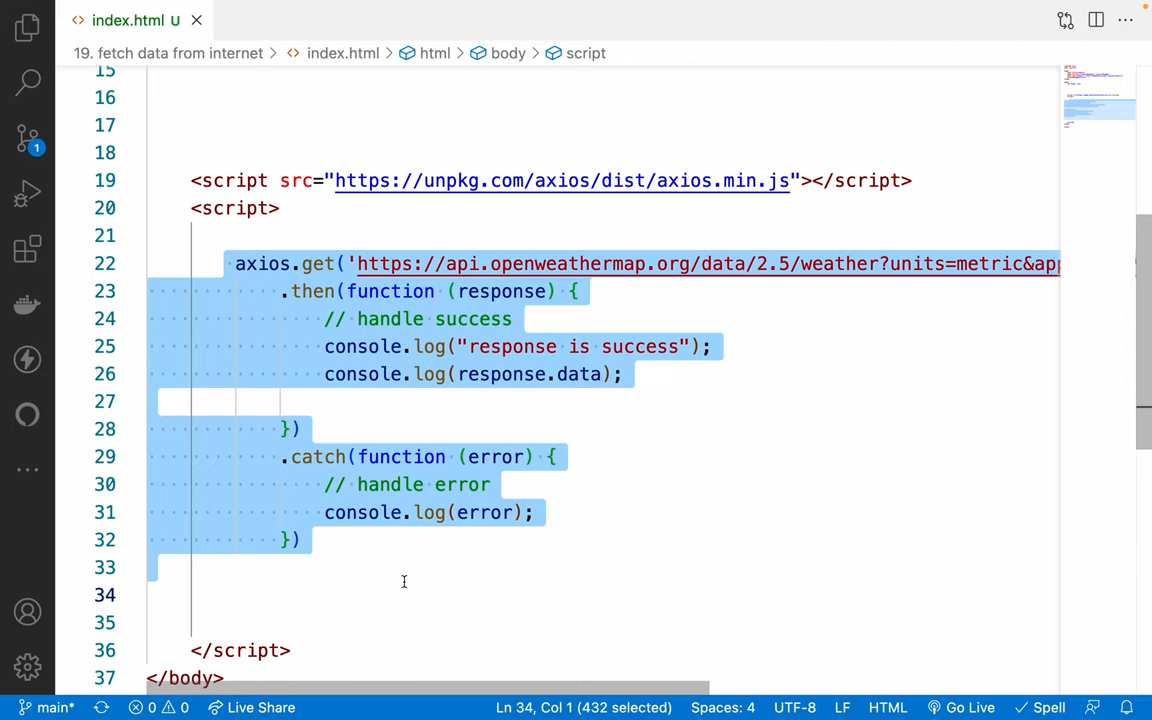 index.html U
19. fetch data from internet > index.html > html > body > script
15
16
17
18
19 <script src="https://unpkg.com/axios/dist/axios.min.js"></script>
20 <script>
21
22 axios.get('https://api.openweathermap.org/data/2.5/weather?units=metric&app
23 .then(function (response) {
24 // handle success
25 console.log("response is success");
26 console.log(response.data);
27
28 })
29 .catch(function (error) {
30 // handle error
31 console.log(error);
32 })
33
34
35
36 </script>
37 </body>
1
main* 0 0 Live Share Ln 34, Col 1 (432 selected) Spaces: 4 UTF-8 LF HTML Go Live Spell